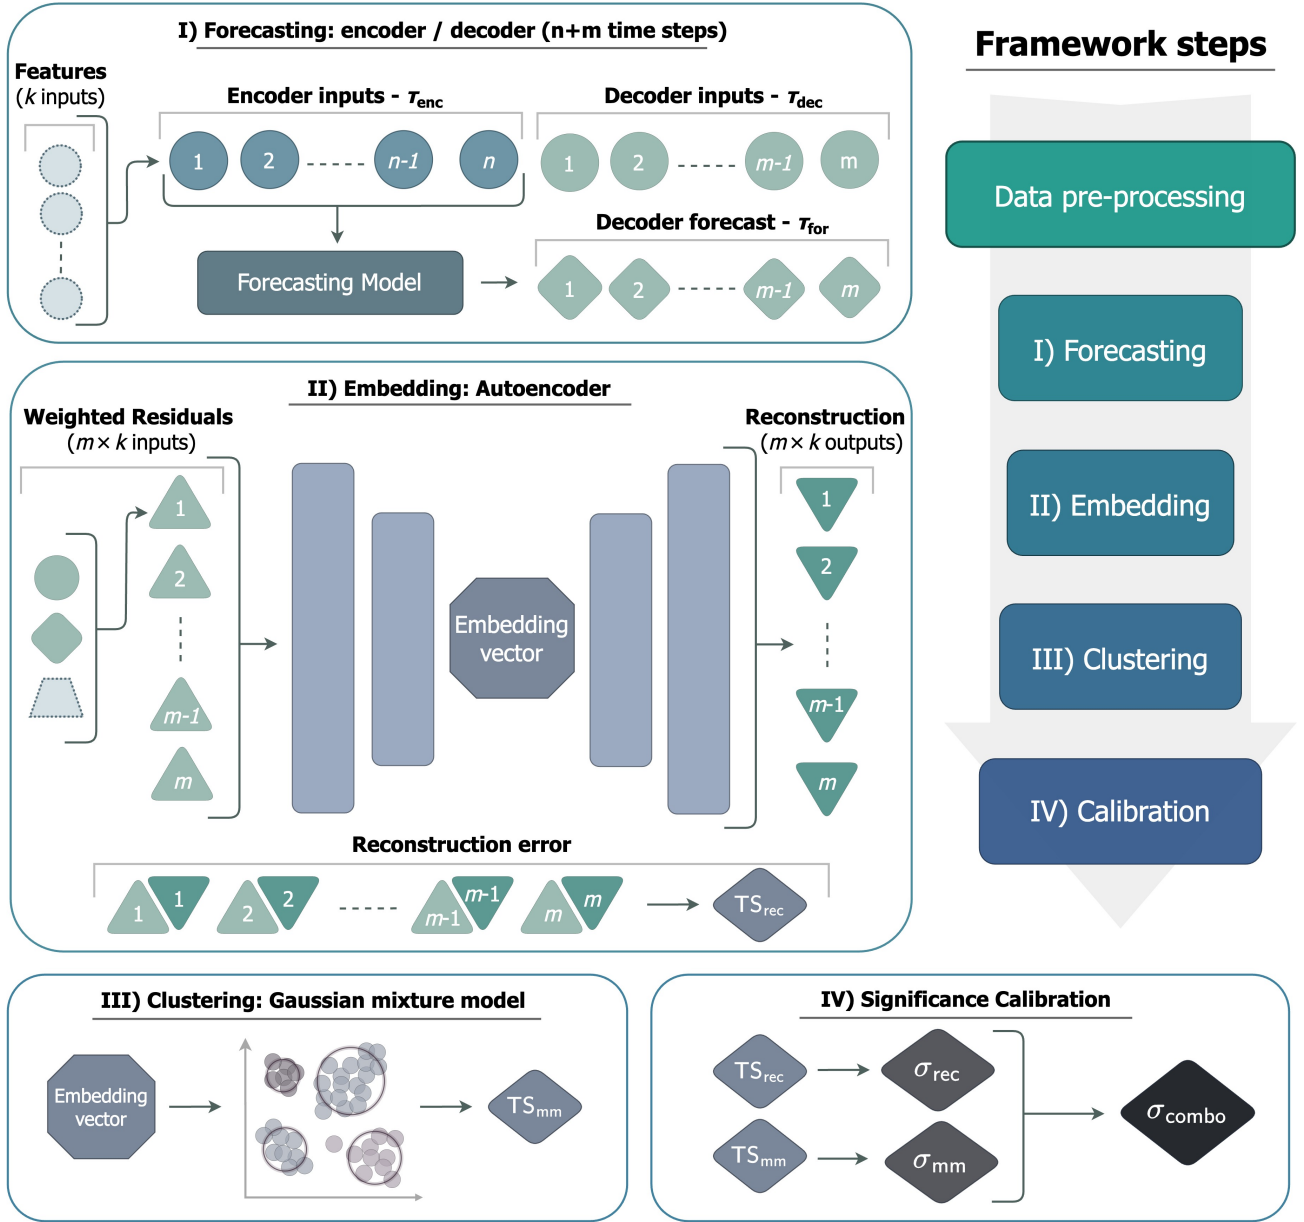 I) Forecasting: encoder / decoder (n+m time steps)
Features
(k inputs)
Encoder inputs - τenc
1 2 n-1 n
Decoder inputs - τdec
1 2 m-1 m
Forecasting Model
Decoder forecast - τfor
1 2 m-1 m
II) Embedding: Autoencoder
Weighted Residuals
(m × k inputs)
1
2
m-1
m
Embedding
vector
Reconstruction
(m × k outputs)
1
2
m-1
m
Reconstruction error
1 1 2 2 m-1 m-1 m m TSrec
III) Clustering: Gaussian mixture model
Embedding
vector
TSmm
IV) Significance Calibration
TSrec σrec
TSmm σmm
σcombo
Framework steps
Data pre-processing
I) Forecasting
II) Embedding
III) Clustering
IV) Calibration